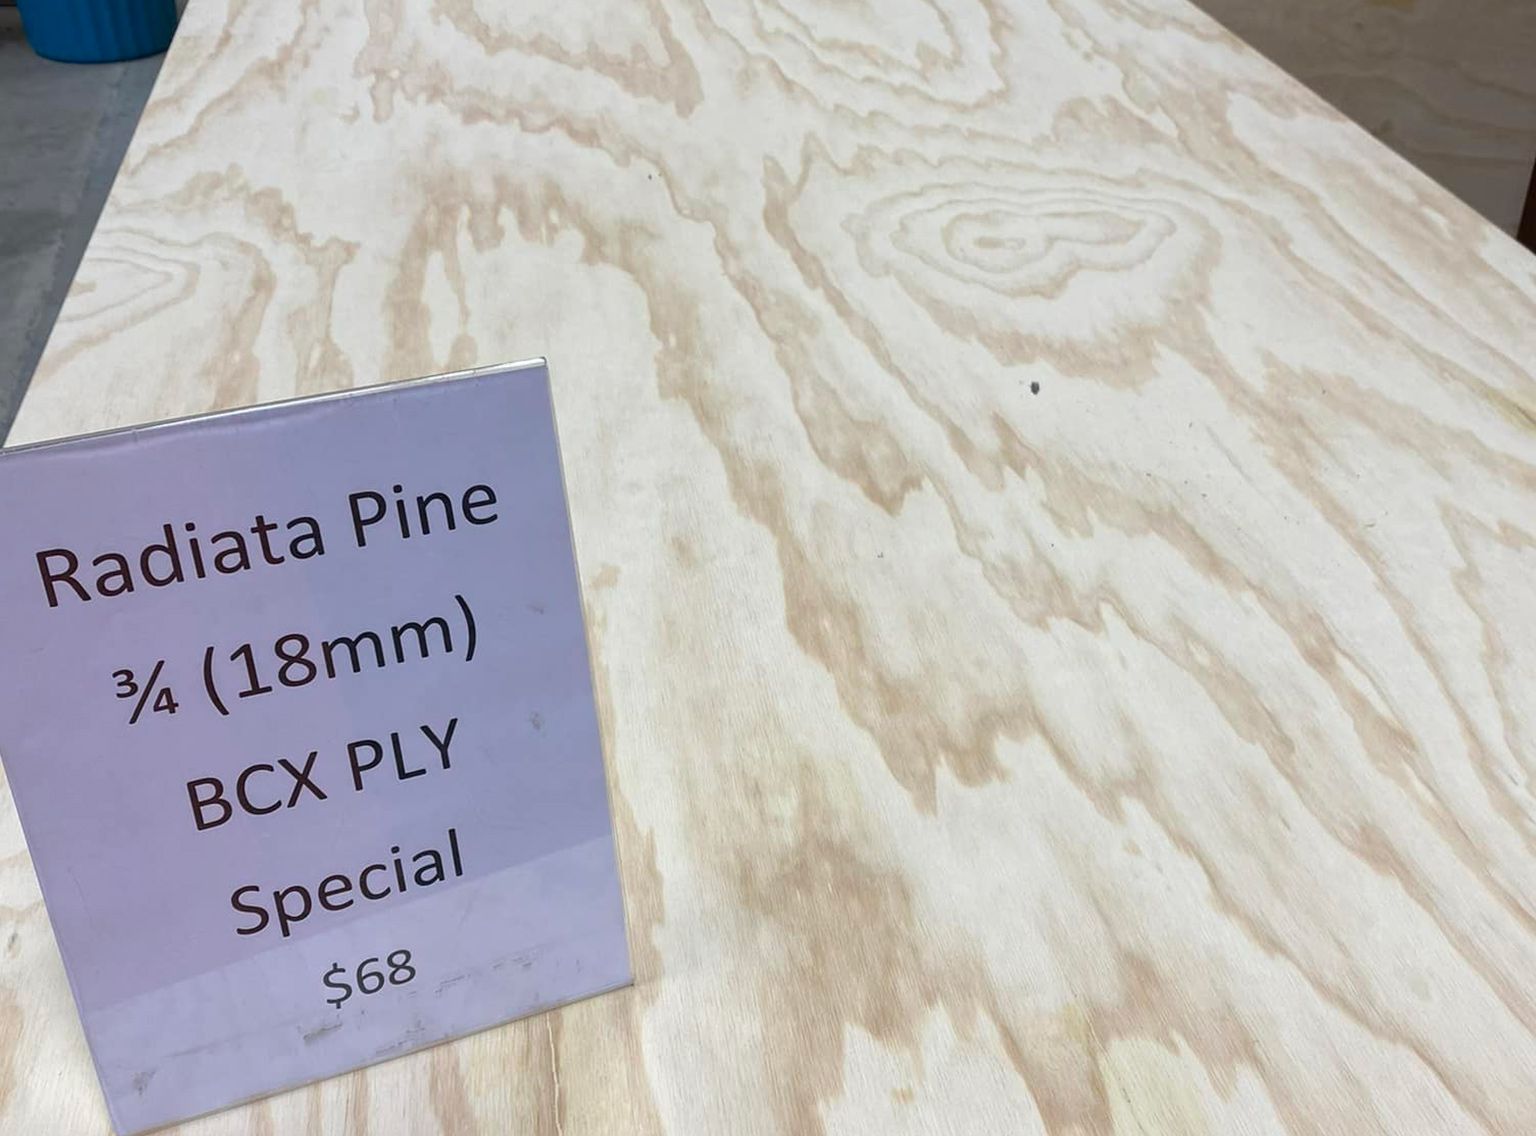 Radiata Pine
¾ (18mm)
BCX PLY
Special
$68